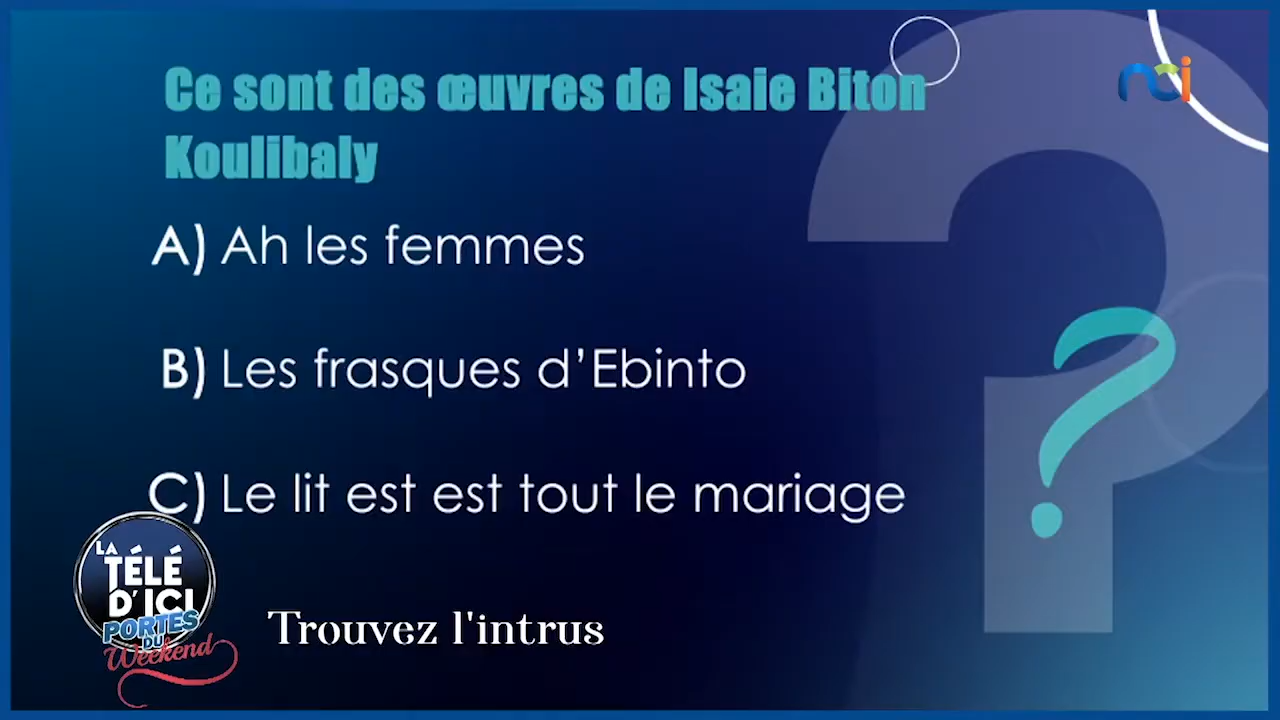 Ce sont des œuvres de Isaie Biton
Koulibaly
nci
A) Ah les femmes
B) Les frasques d’Ebinto
C) Le lit est est tout le mariage
LA
TÉLÉ
D'ICI
PORTES
DU
Weekend
Trouvez l'intrus